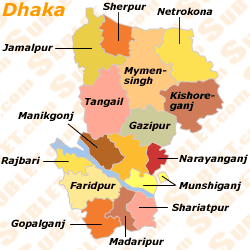 Dhaka
Sherpur
Netrokona
Jamalpur
Mymen-
singh
Kishore-
ganj
Tangail
Manikgonj
Gazipur
Rajbari
Narayanganj
Faridpur
Munshiganj
Shariatpur
Gopalganj
Madaripur